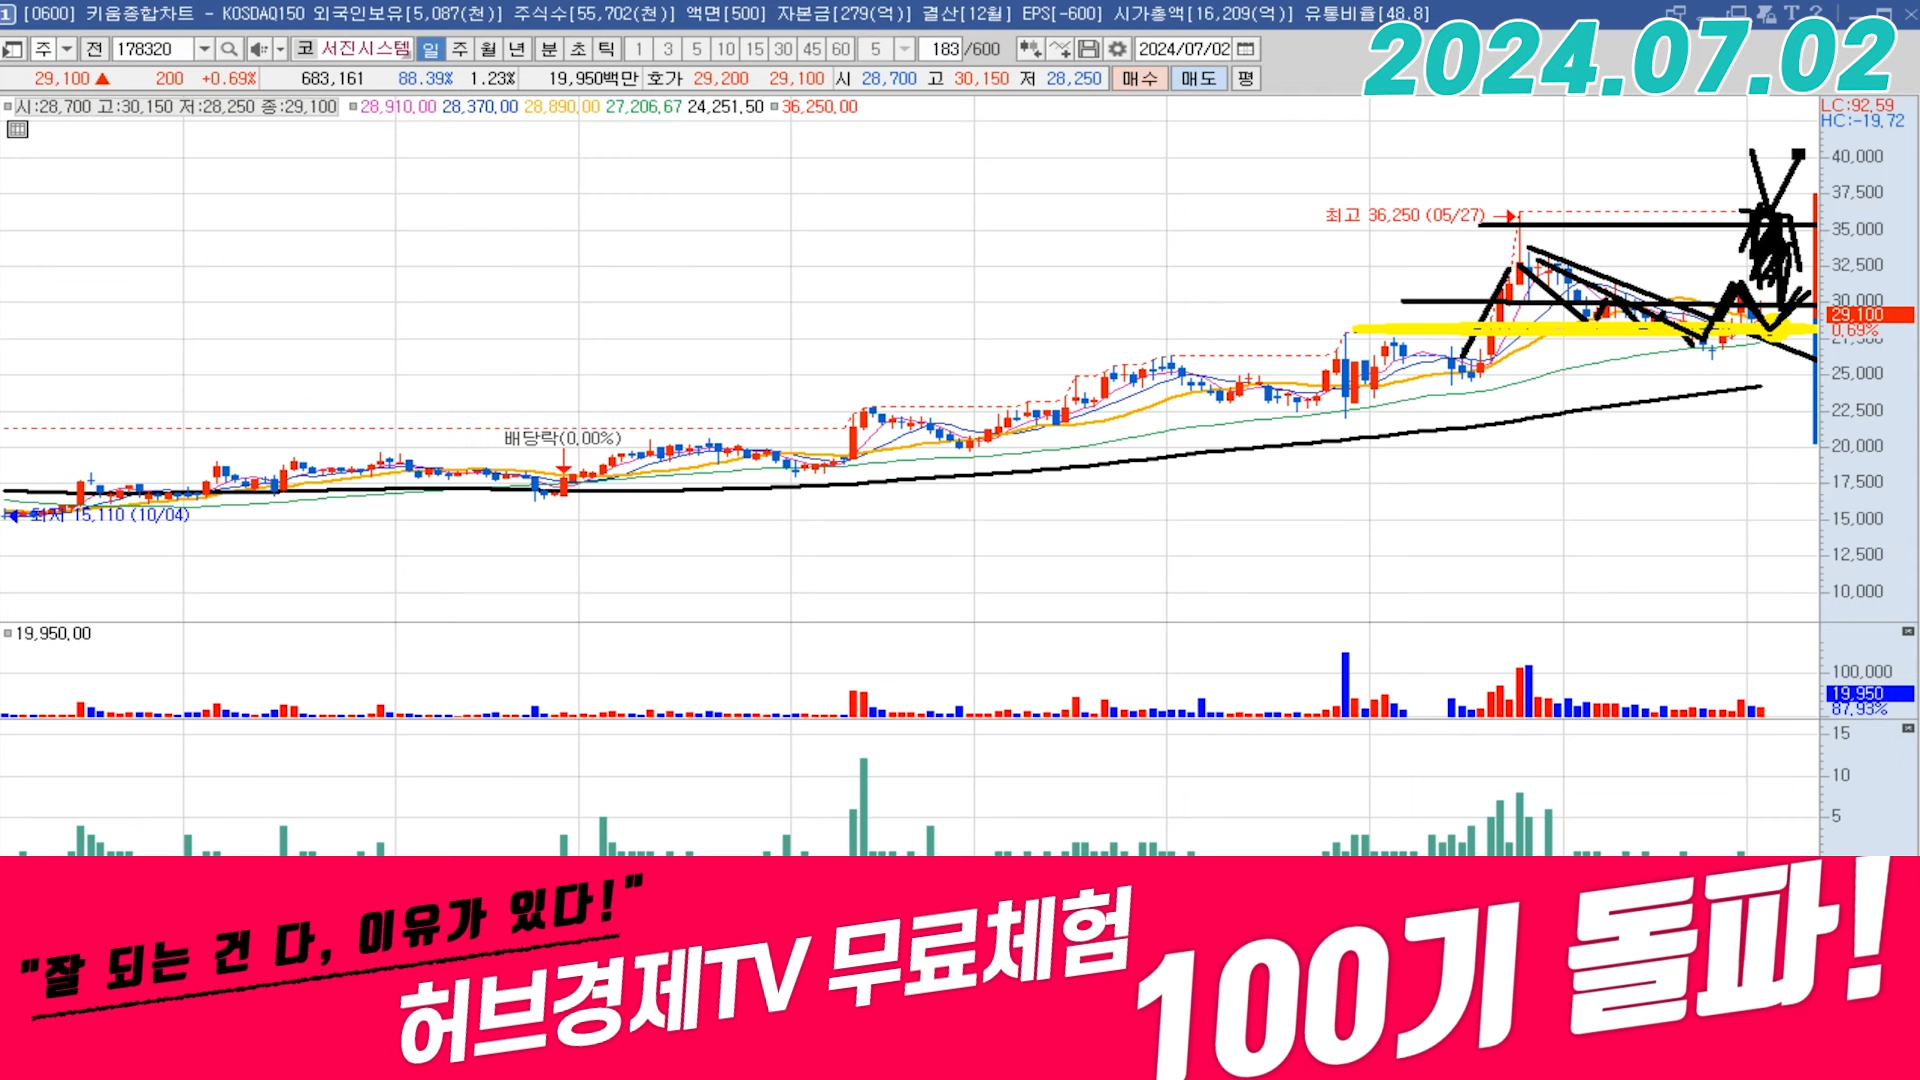 1 [0600] 키움종합차트 - KOSDAQ150 외국인보유[5,087(천)] 주식수[55,702(천)] 액면[500] 자본금[279(억)] 결산[12월] EPS[-600] 시가총액[16,209(억)] 유통비율[48.8]
2024.07.02
주 전 178320 코 서진시스템 일 주 월 년 분 초 틱 1 3 5 10 15 30 45 60 5 183/600 2024/07/02
29,100 ▲ 200 +0.69% 683,161 88.39% 1.23% 19,950백만 호가 29,200 29,100 시 28,700 고 30,150 저 28,250 매수 매도 평
시:28,700 고:30,150 저:28,250 종:29,100 28,910.00 28,370.00 28,890.00 27,206.67 24,251.50 36,250.00
LC:92.59
HC:-19.72
40,000
37,500
최고 36,250 (05/27)
35,000
32,500
30,000
29,100
0.69%
27,500
25,000
22,500
배당락(0.00%)
20,000
17,500
최저 15,110 (10/04)
15,000
12,500
10,000
19,950.00
100,000
19,950
87.93%
15
10
5
"잘 되는 건 다, 이유가 있다!"
허브경제TV 무료체험
100기 돌파!